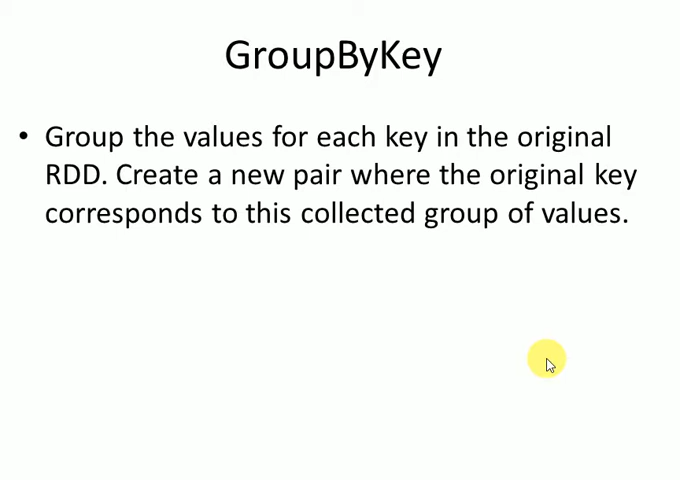 GroupByKey
• Group the values for each key in the original
RDD. Create a new pair where the original key
corresponds to this collected group of values.